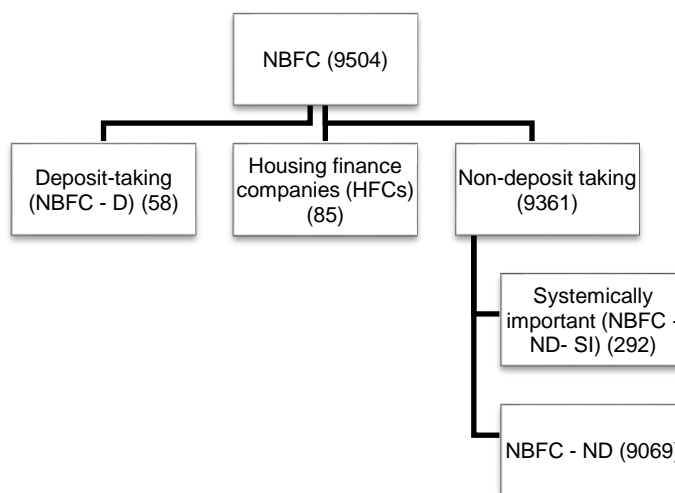 NBFC (9504)
Deposit-taking
(NBFC - D) (58)
Housing finance
companies (HFCs)
(85)
Non-deposit taking
(9361)
Systemically
important (NBFC -
ND- SI) (292)
NBFC - ND (9069)